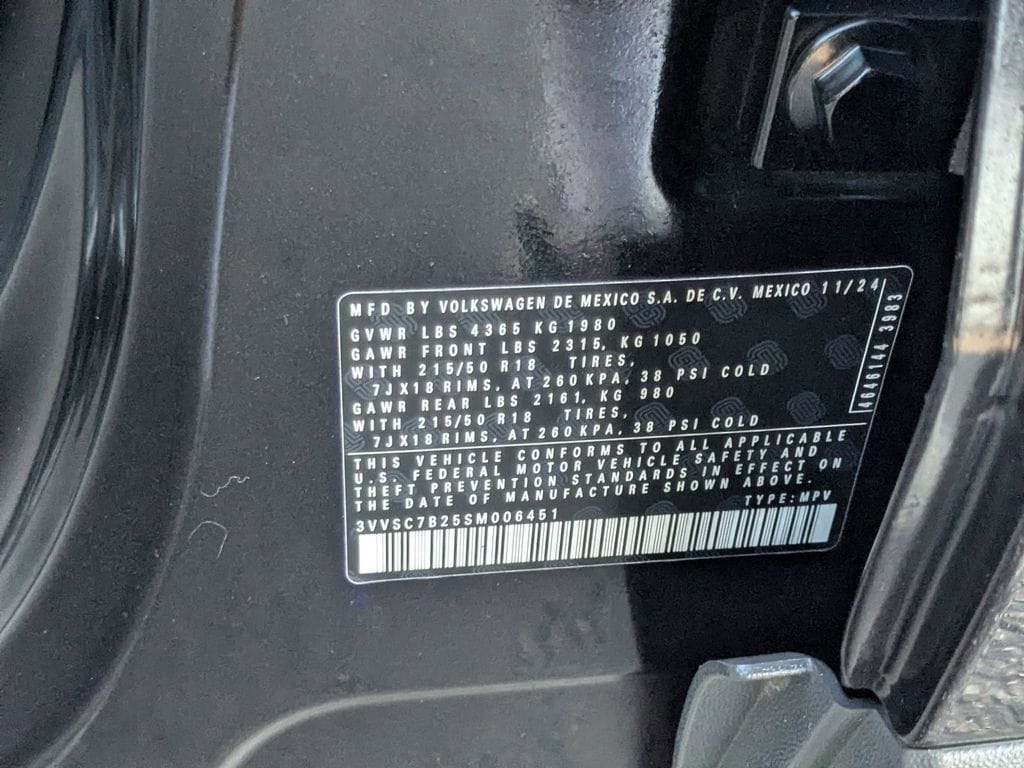 MFD BY VOLKSWAGEN DE MEXICO S.A. DE C.V. MEXICO 11/24
GVWR LBS 4365 KG 1980
GAWR FRONT LBS 2315, KG 1050
WITH 215/50 R18 TIRES,
7JX18 RIMS, AT 260 KPA, 38 PSI COLD
GAWR REAR LBS 2161, KG 980
WITH 215/50 R18 TIRES,
7JX18 RIMS, AT 260 KPA, 38 PSI COLD
4646144 3983
THIS VEHICLE CONFORMS TO ALL APPLICABLE
U.S. FEDERAL MOTOR VEHICLE SAFETY AND
THEFT PREVENTION STANDARDS IN EFFECT ON
THE DATE OF MANUFACTURE SHOWN ABOVE.
TYPE: MPV
3VVSC7B25SM006451